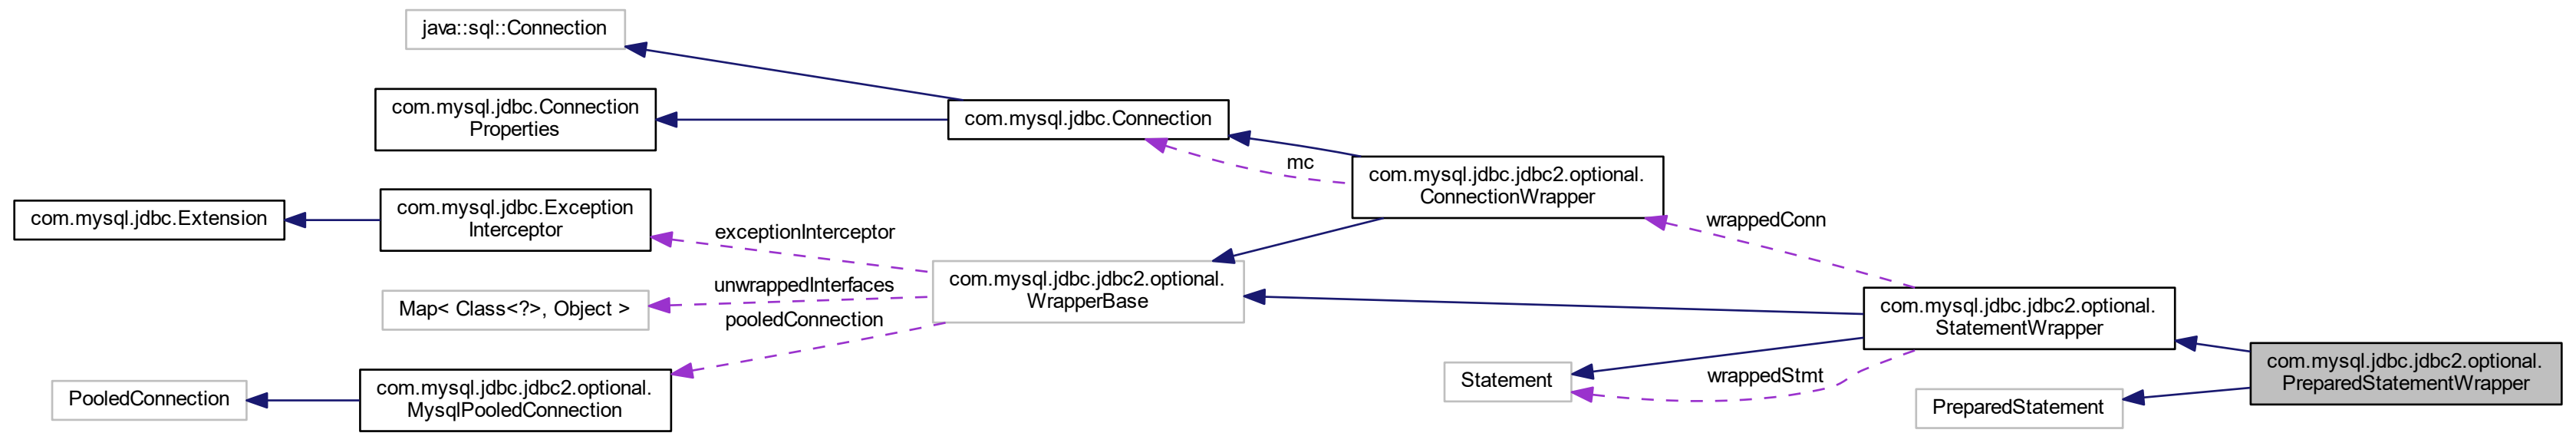 java::sql::Connection
com.mysql.jdbc.Connection
Properties
com.mysql.jdbc.Connection
mc
com.mysql.jdbc.jdbc2.optional.
ConnectionWrapper
com.mysql.jdbc.Extension
com.mysql.jdbc.Exception
Interceptor
exceptionInterceptor
wrappedConn
unwrappedInterfaces
Map< Class<?>, Object >
com.mysql.jdbc.jdbc2.optional.
WrapperBase
pooledConnection
com.mysql.jdbc.jdbc2.optional.
StatementWrapper
PooledConnection
com.mysql.jdbc.jdbc2.optional.
MysqlPooledConnection
Statement
wrappedStmt
PreparedStatement
com.mysql.jdbc.jdbc2.optional.
PreparedStatementWrapper